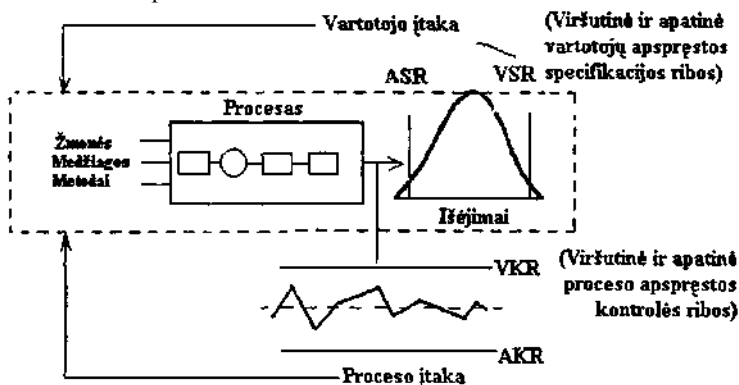 Vartotojo įtaka
(Viršutinė ir apatinė
vartotojų apspręstos
specifikacijos ribos)
ASR
VSR
Procesas
Žmonės
Medžiagos
Metodai
Išėjimai
VKR
(Viršutinė ir apatinė
proceso apspręstos
kontrolės ribos)
AKR
Proceso įtaka